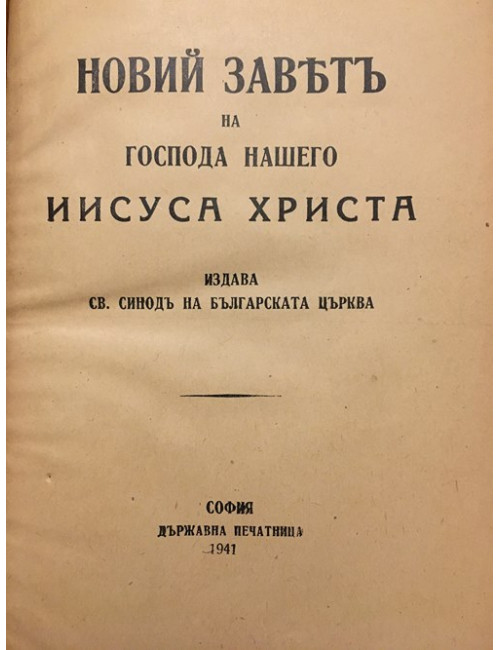 НОВИЙ ЗАВѢТЪ
НА
ГОСПОДА НАШЕГО
ИИСУСА ХРИСТА
ИЗДАВА
СВ. СИНОДЪ НА БЪЛГАРСКАТА ЦЪРКВА
СОФИЯ
ДЪРЖАВНА ПЕЧАТНИЦА
1941